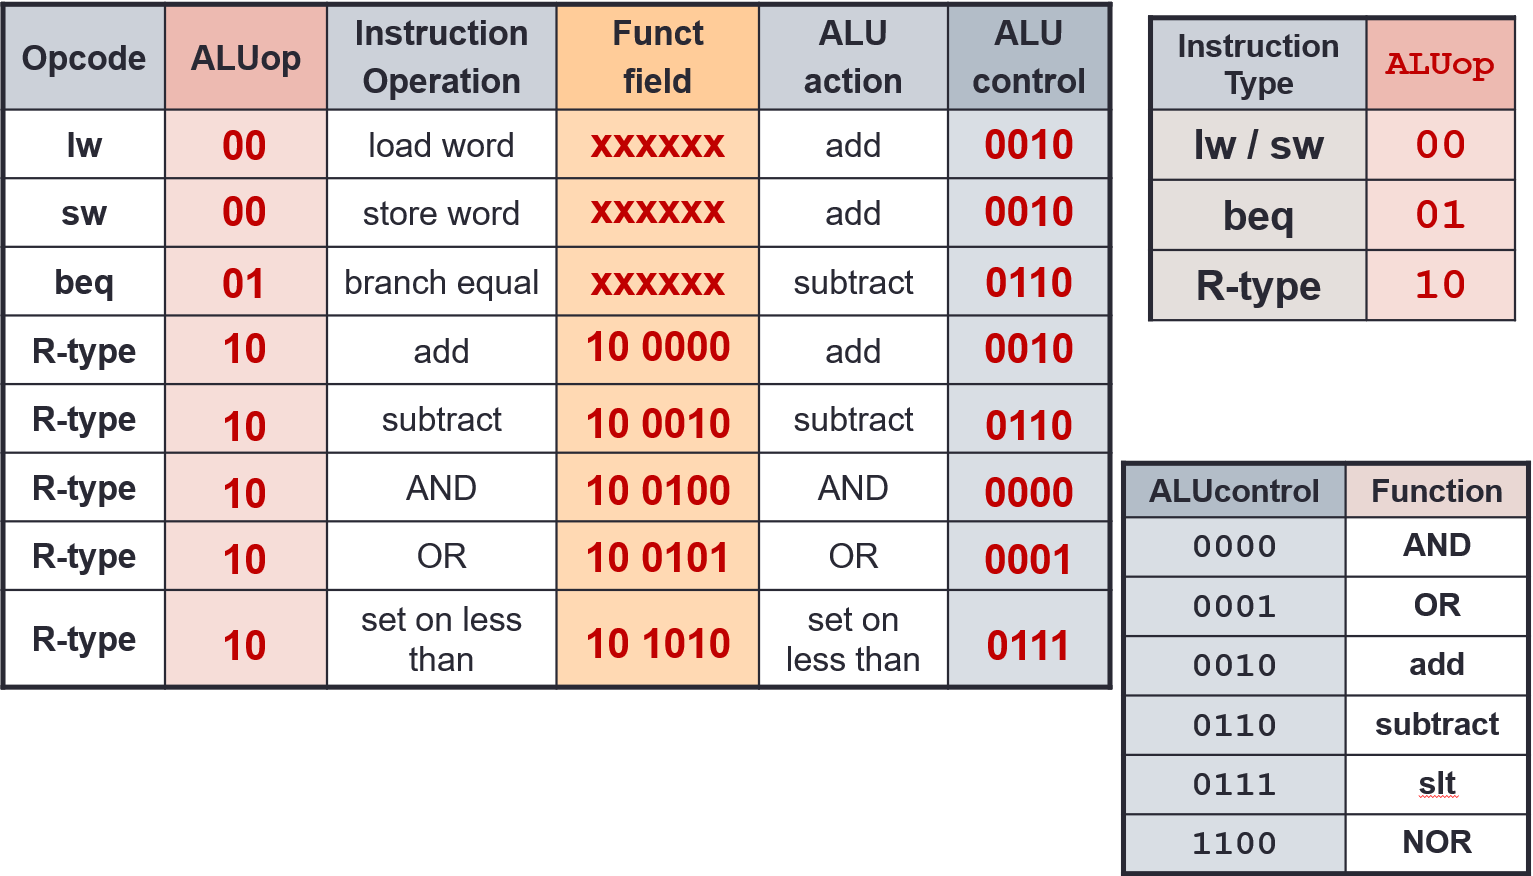 Opcode ALUop Instruction Operation Funct field ALU action ALU control
lw 00 load word xxxxxx add 0010
sw 00 store word xxxxxx add 0010
beq 01 branch equal xxxxxx subtract 0110
R-type 10 add 10 0000 add 0010
R-type 10 subtract 10 0010 subtract 0110
R-type 10 AND 10 0100 AND 0000
R-type 10 OR 10 0101 OR 0001
R-type 10 set on less than 10 1010 set on less than 0111
Instruction Type ALUop
lw / sw 00
beq 01
R-type 10
ALUcontrol Function
0000 AND
0001 OR
0010 add
0110 subtract
0111 slt
1100 NOR